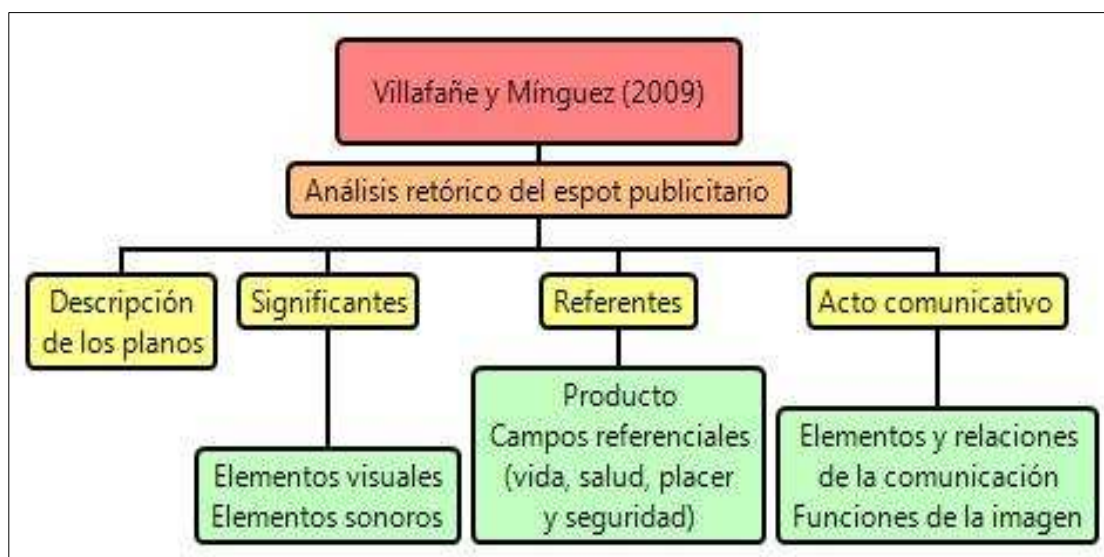 Villafañe y Mínguez (2009)
Análisis retórico del espot publicitario
Descripción
de los planos
Significantes
Referentes
Acto comunicativo
Elementos visuales
Elementos sonoros
Producto
Campos referenciales
(vida, salud, placer
y seguridad)
Elementos y relaciones
de la comunicación
Funciones de la imagen